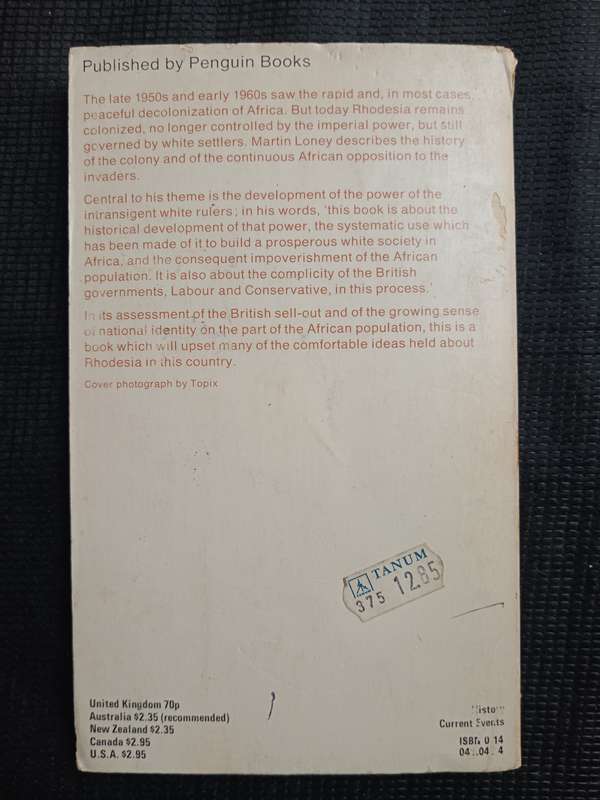 Published by Penguin Books
The late 1950s and early 1960s saw the rapid and, in most cases,
peaceful decolonization of Africa. But today Rhodesia remains
colonized, no longer controlled by the imperial power, but still
governed by white settlers. Martin Loney describes the history
of the colony and of the continuous African opposition to the
invaders.
Central to his theme is the development of the power of the
intransigent white rulers; in his words, 'this book is about the
historical development of that power, the systematic use which
has been made of it to build a prosperous white society in
Africa, and the consequent impoverishment of the African
population. It is also about the complicity of the British
governments, Labour and Conservative, in this process.'
In its assessment of the British sell-out and of the growing sense
of national identity on the part of the African population, this is a
book which will upset many of the comfortable ideas held about
Rhodesia in this country.
Cover photograph by Topix
TANUM
375 12.85
United Kingdom 70p
Australia $2.35 (recommended)
New Zealand $2.35
Canada $2.95
U.S.A. $2.95
Current Events
ISBN 0 14